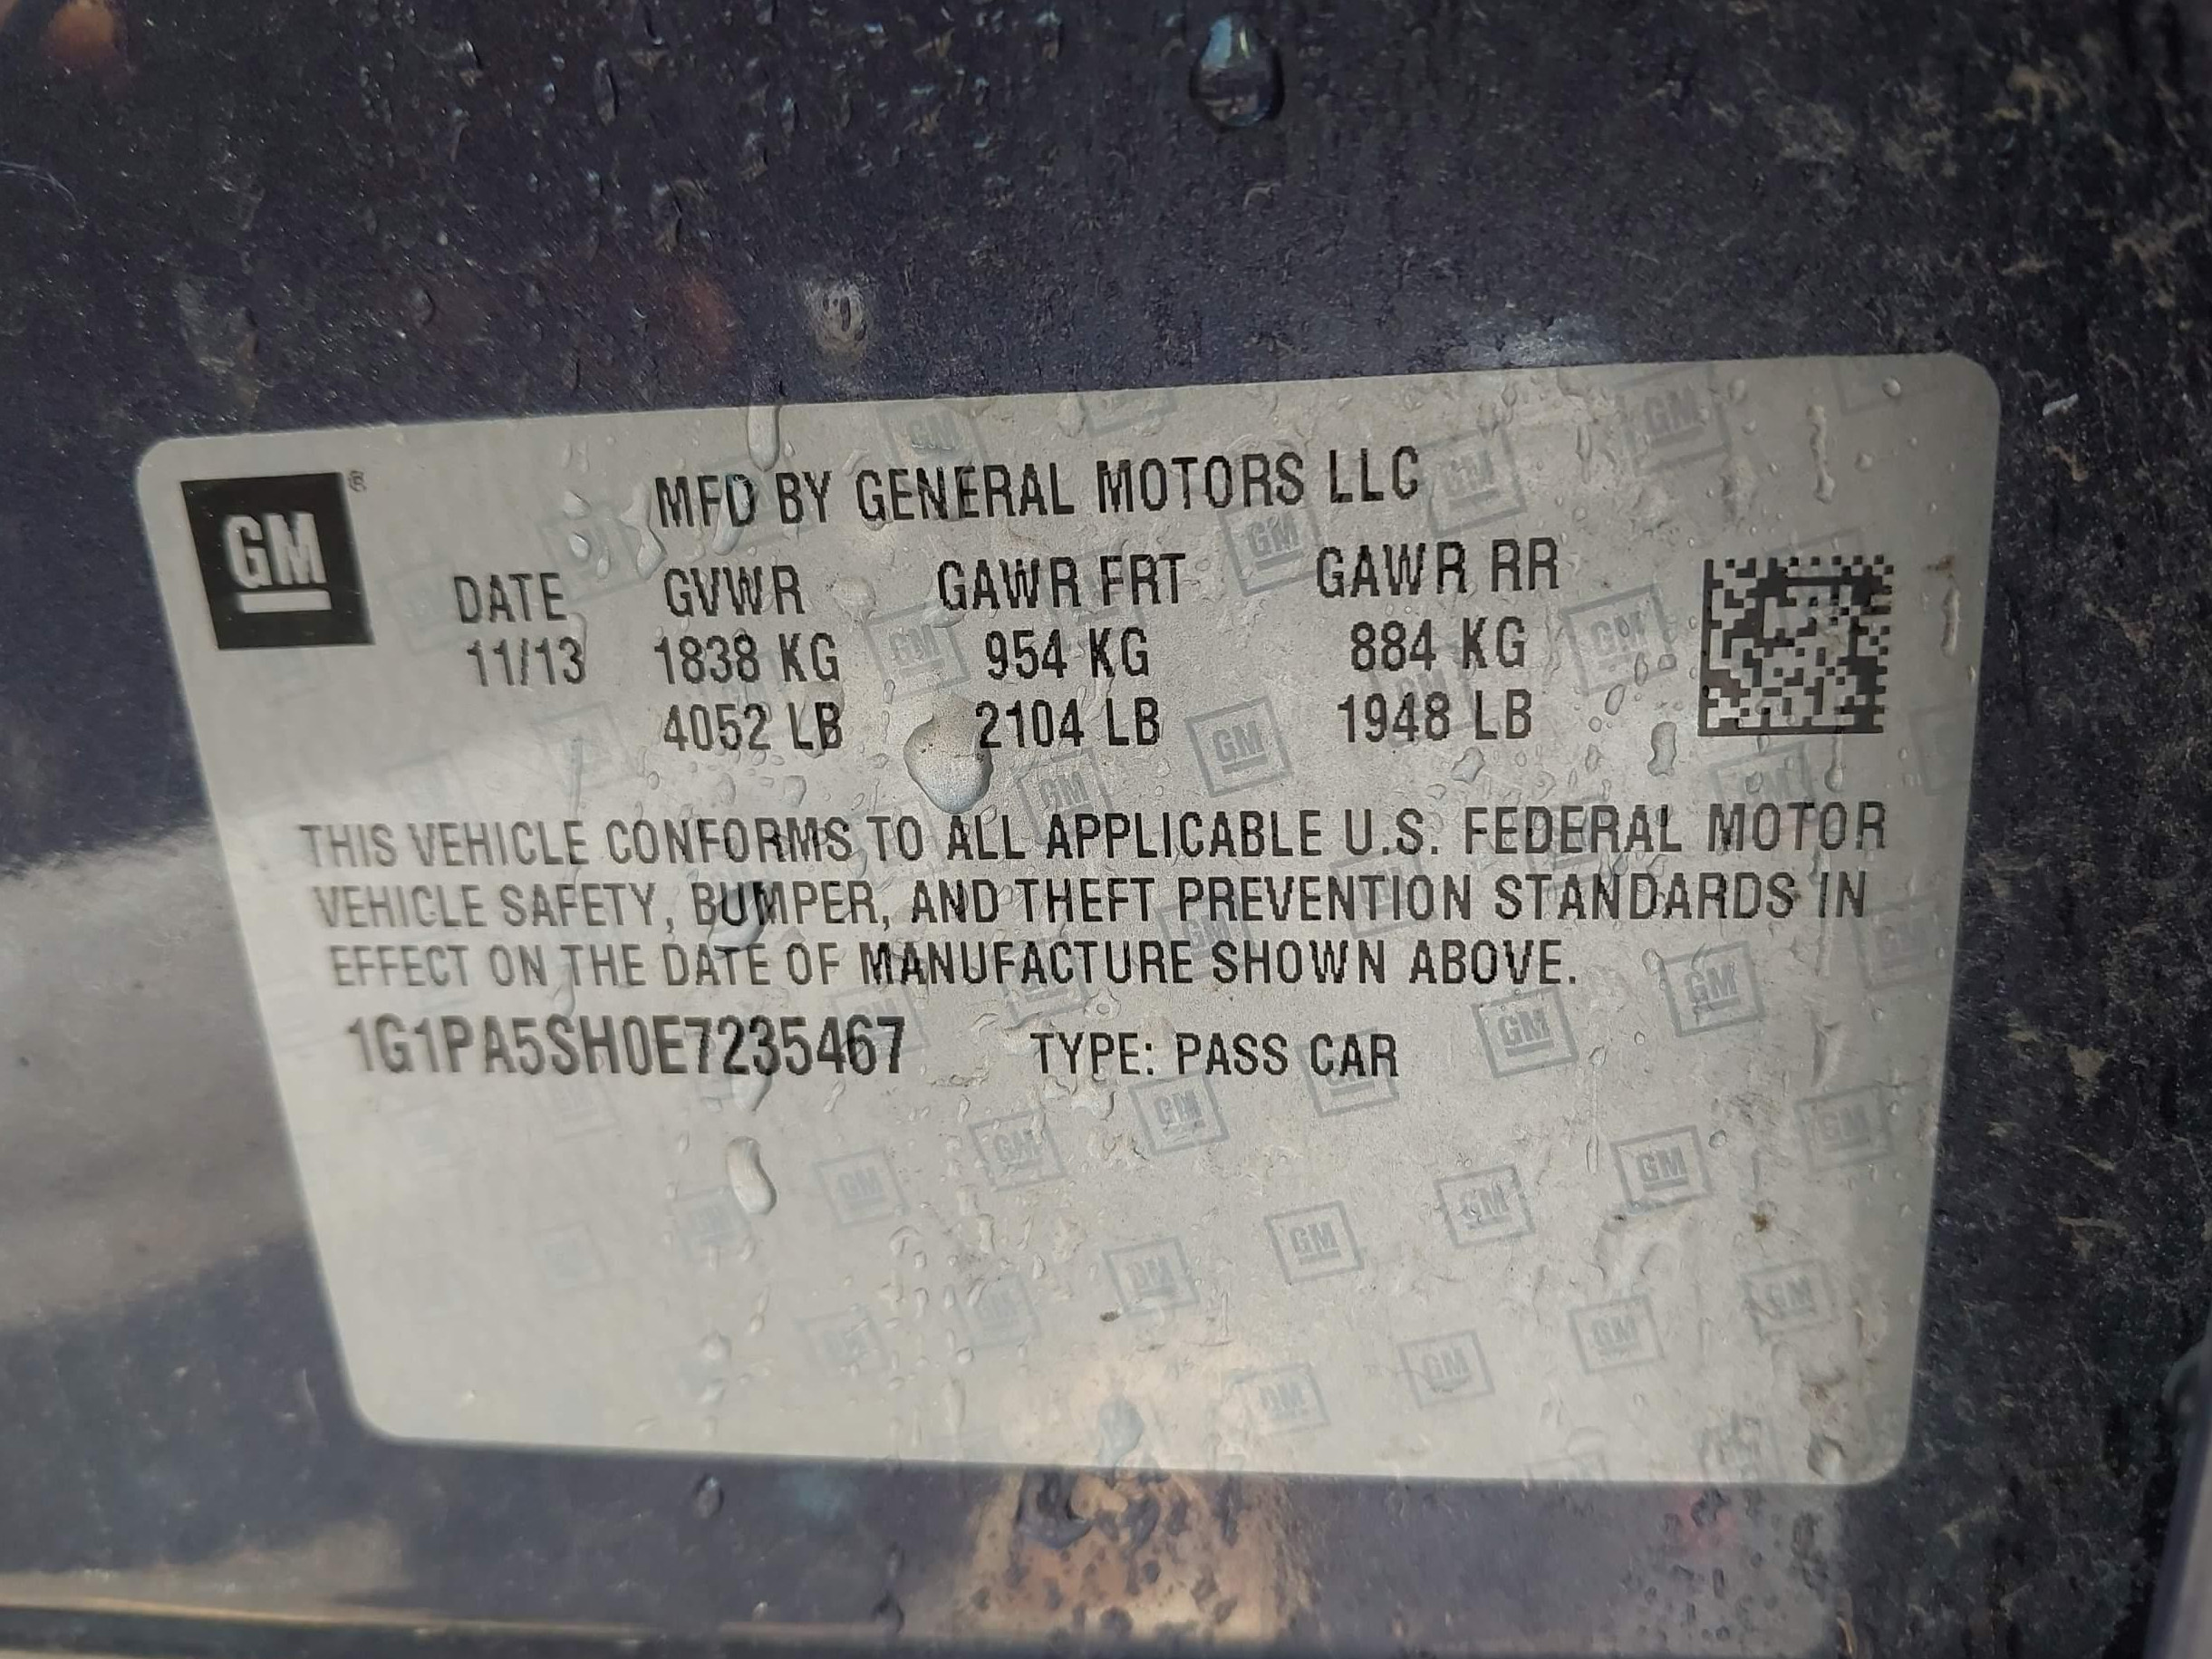 GM ®
MFD BY GENERAL MOTORS LLC
DATE GVWR GAWR FRT GAWR RR
11/13 1838 KG 954 KG 884 KG
4052 LB 2104 LB 1948 LB
THIS VEHICLE CONFORMS TO ALL APPLICABLE U.S. FEDERAL MOTOR
VEHICLE SAFETY, BUMPER, AND THEFT PREVENTION STANDARDS IN
EFFECT ON THE DATE OF MANUFACTURE SHOWN ABOVE.
1G1PA5SH0E7235467 TYPE: PASS CAR